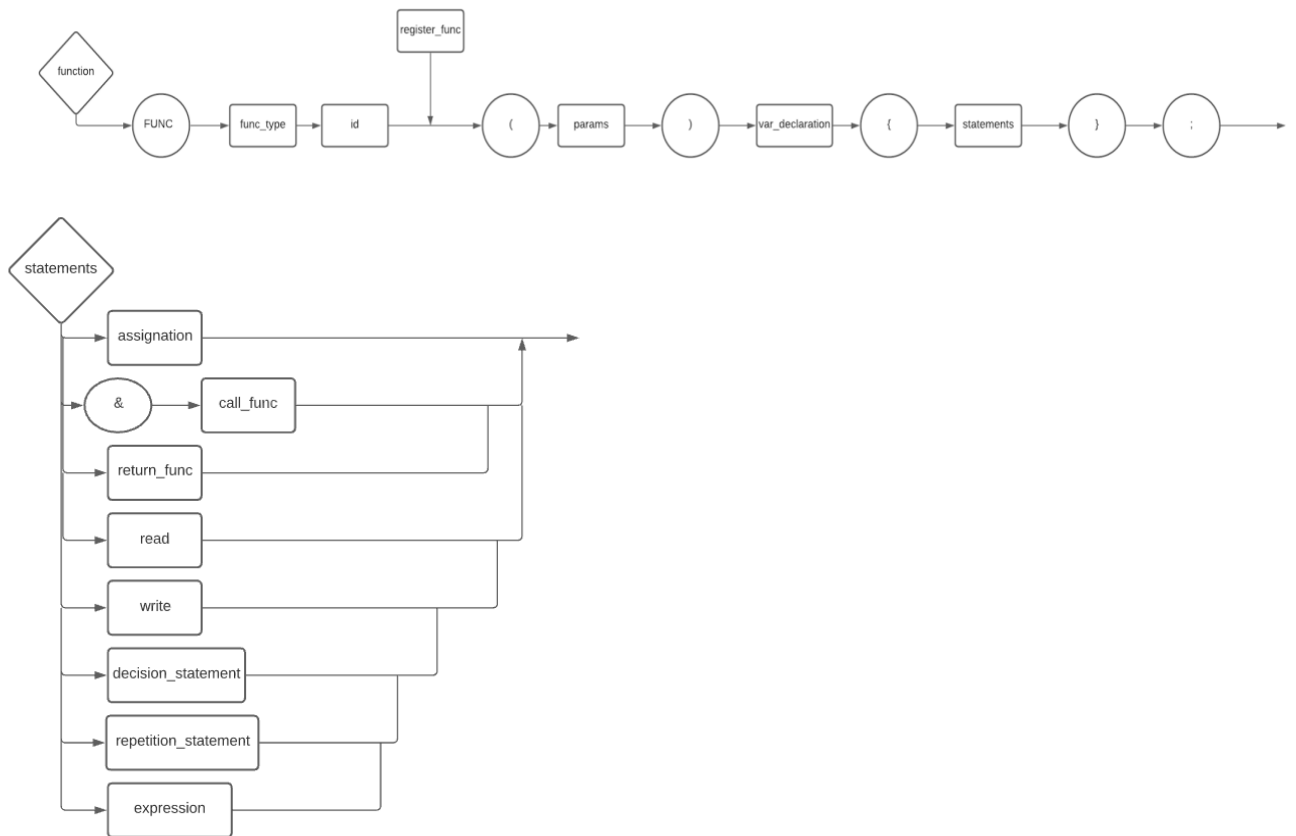 register_func
function
FUNC
func_type
id
(
params
)
var_declaration
{
statements
}
;
statements
assignation
&
call_func
return_func
read
write
decision_statement
repetition_statement
expression